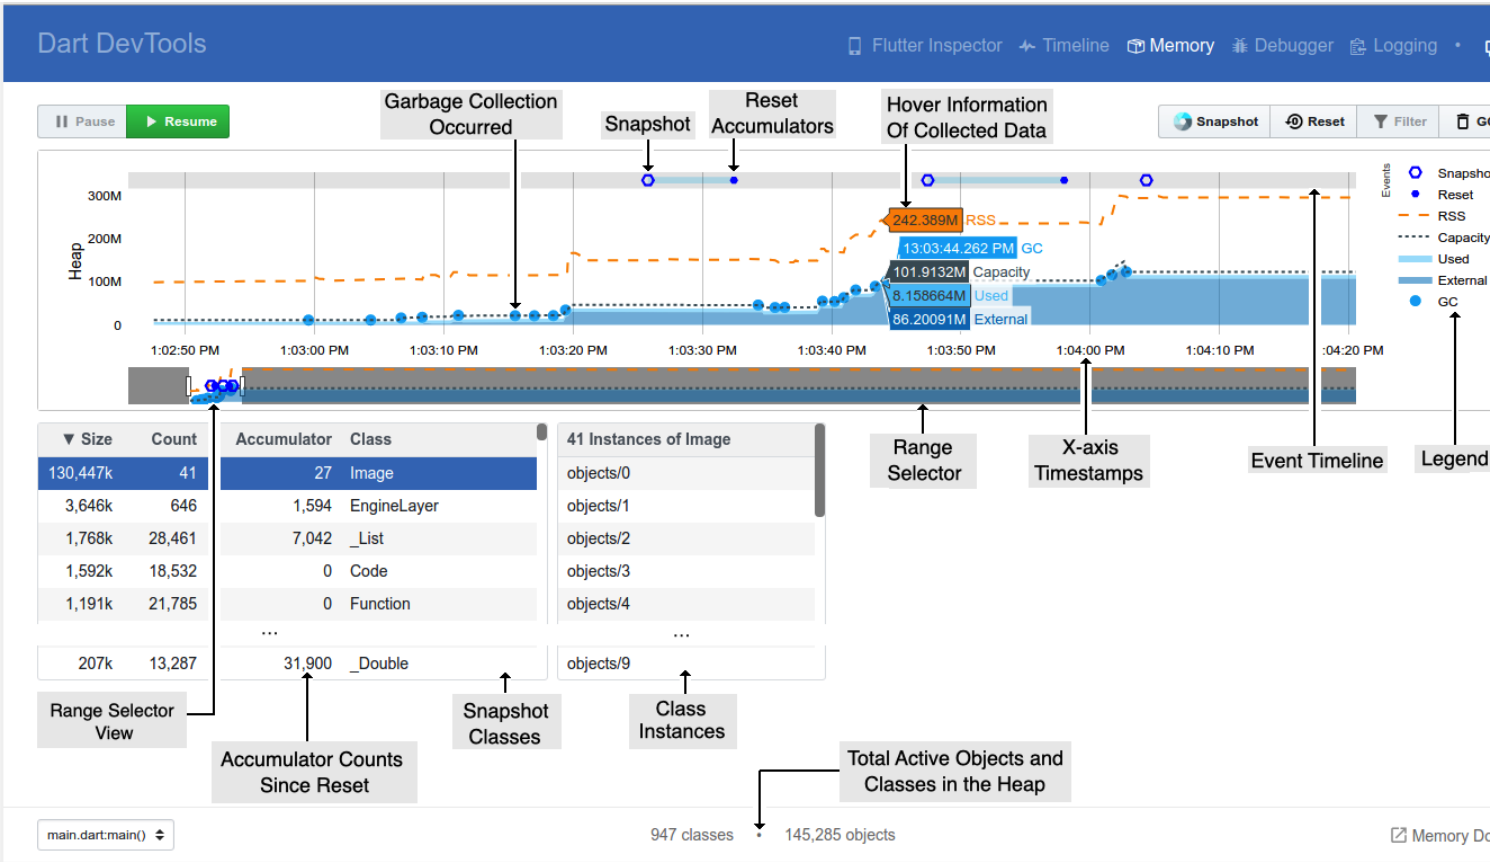 Dart DevTools
Flutter Inspector
Timeline
Memory
Debugger
Logging
Pause
Resume
Garbage Collection
Occurred
Snapshot
Reset
Accumulators
Hover Information
Of Collected Data
Snapshot
Reset
Filter
Heap
300M
200M
100M
0
242.389M RSS
13:03:44.262 PM GC
101.9132M Capacity
8.158664M Used
86.20091M External
Events
Snapsho
Reset
RSS
Capacity
Used
External
GC
1:02:50 PM 1:03:00 PM 1:03:10 PM 1:03:20 PM 1:03:30 PM 1:03:40 PM 1:03:50 PM 1:04:00 PM 1:04:10 PM :04:20 PM
▼ Size Count Accumulator Class
130,447k 41 27 Image
3,646k 646 1,594 EngineLayer
1,768k 28,461 7,042 _List
1,592k 18,532 0 Code
1,191k 21,785 0 Function
...
207k 13,287 31,900 _Double
41 Instances of Image
objects/0
objects/1
objects/2
objects/3
objects/4
...
objects/9
Range
Selector
X-axis
Timestamps
Event Timeline
Legend
Range Selector
View
Accumulator Counts
Since Reset
Snapshot
Classes
Class
Instances
Total Active Objects and
Classes in the Heap
main.dart:main()
947 classes • 145,285 objects
Memory Do